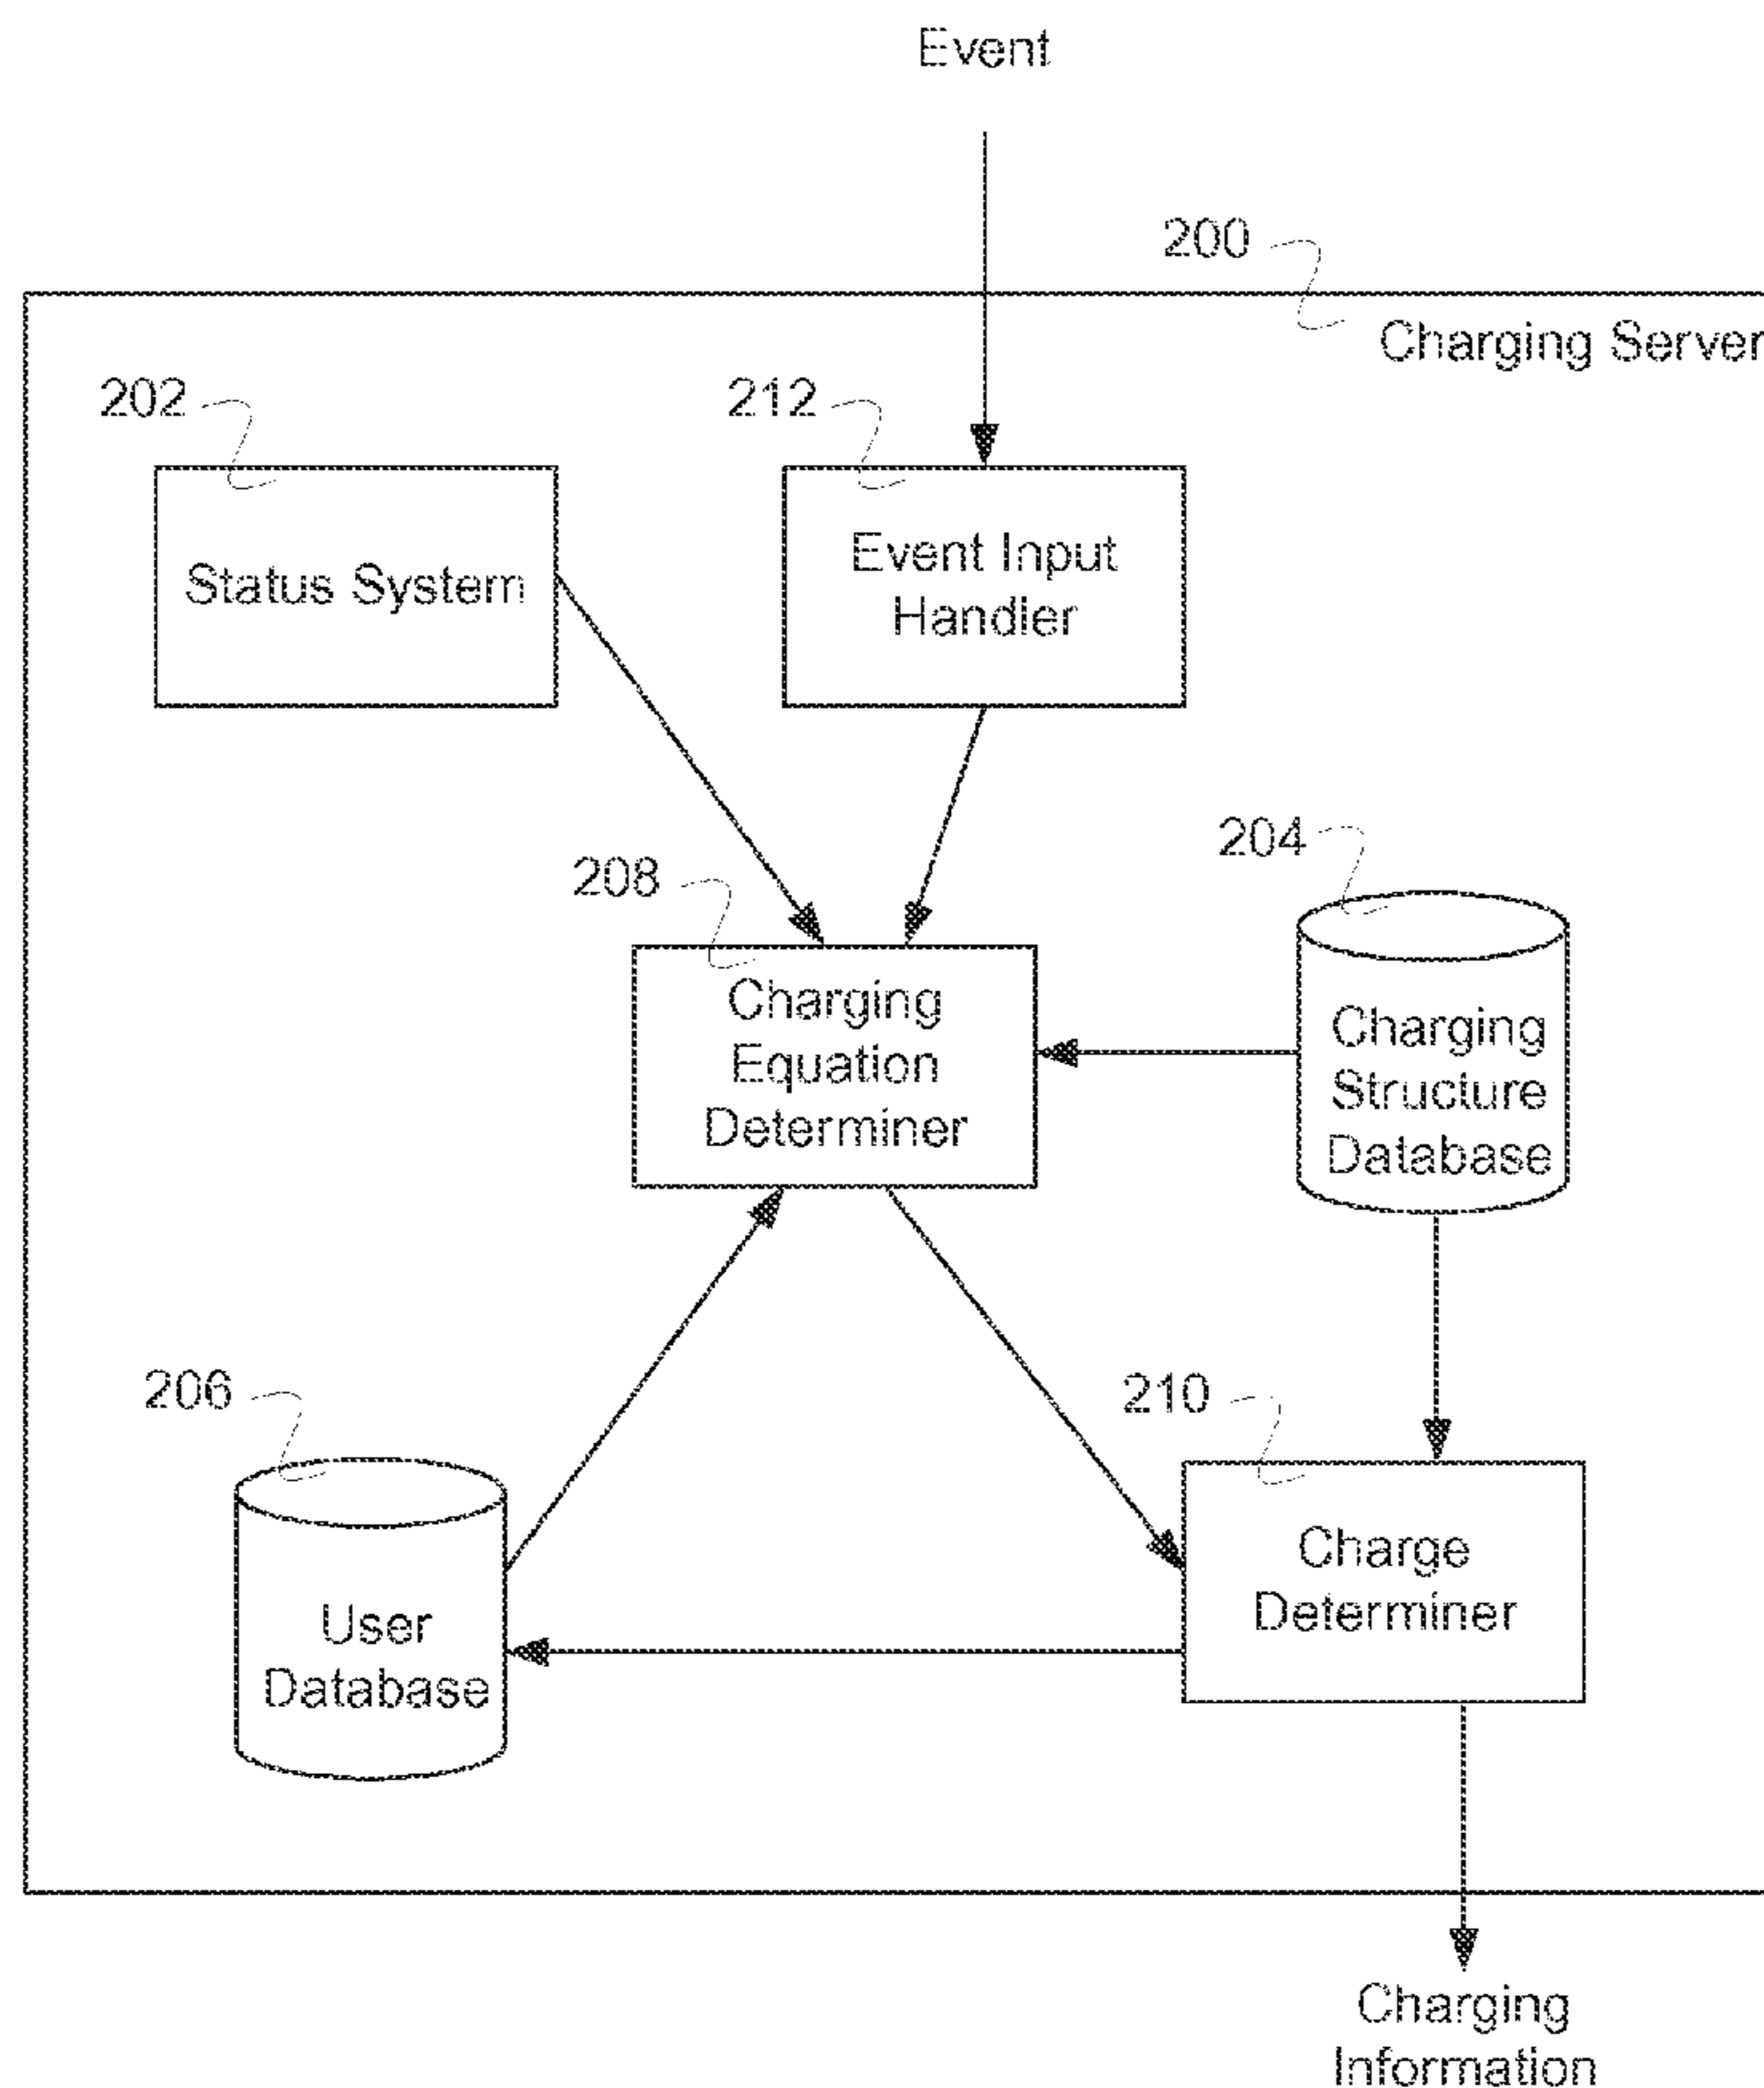 Event
200
Charging Server
202
212
Status System
Event Input
Handler
204
208
Charging
Equation
Determiner
Charging
Structure
Database
206
210
Charge
Determiner
User
Database
Charging
Information